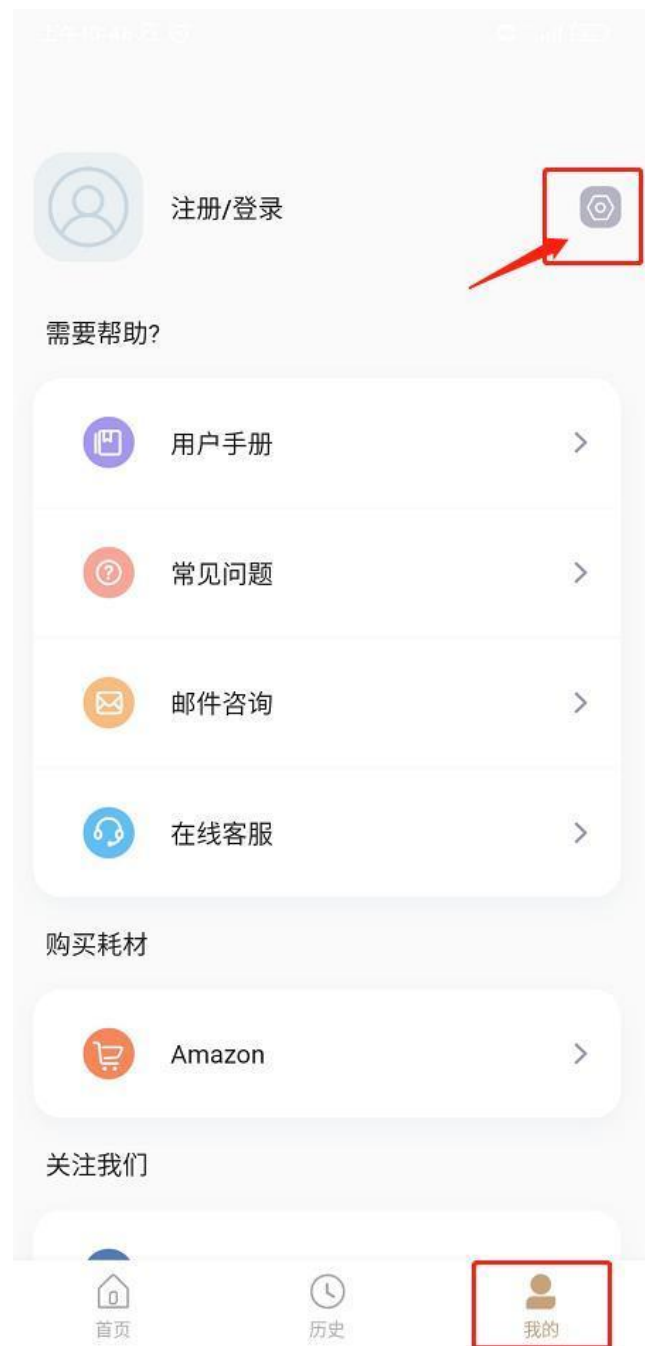 注册/登录
需要帮助?
用户手册
常见问题
邮件咨询
在线客服
购买耗材
Amazon
关注我们
首页
历史
我的